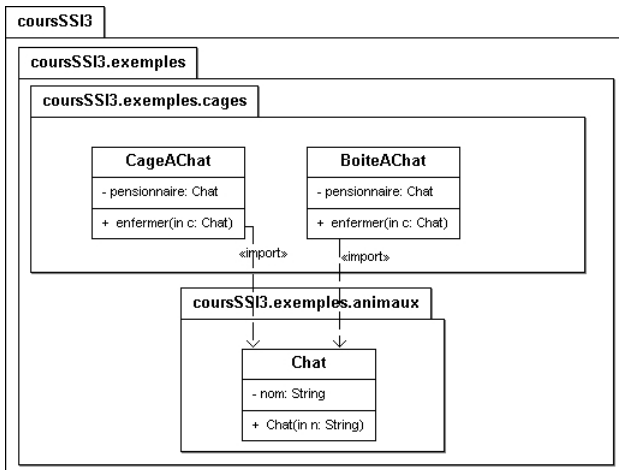 coursSSI3
coursSSI3.exemples
coursSSI3.exemples.cages
CageAChat
- pensionnaire: Chat
+ enfermer(in c: Chat)
BoiteAChat
- pensionnaire: Chat
+ enfermer(in c: Chat)
«import»
«import»
coursSSI3.exemples.animaux
Chat
- nom: String
+ Chat(in n: String)